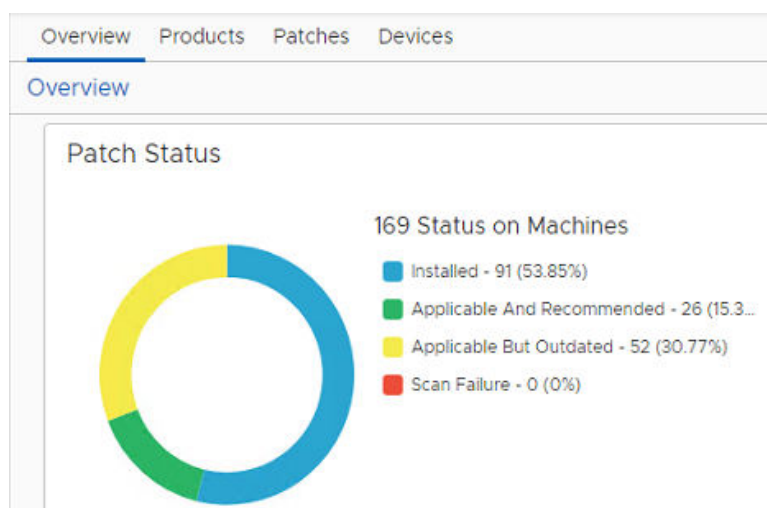 Overview Products Patches Devices
Overview
Patch Status
169 Status on Machines
Installed - 91 (53.85%)
Applicable And Recommended - 26 (15.3...
Applicable But Outdated - 52 (30.77%)
Scan Failure - 0 (0%)